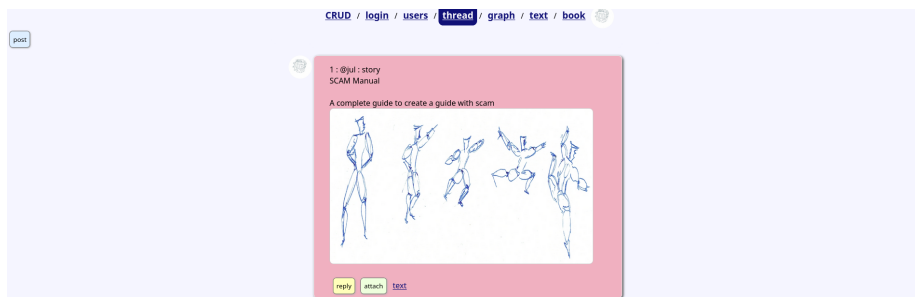 CRUD / login / users / thread / graph / text / book
post
1 : @jul : story
SCAM Manual
A complete guide to create a guide with scam
reply attach text